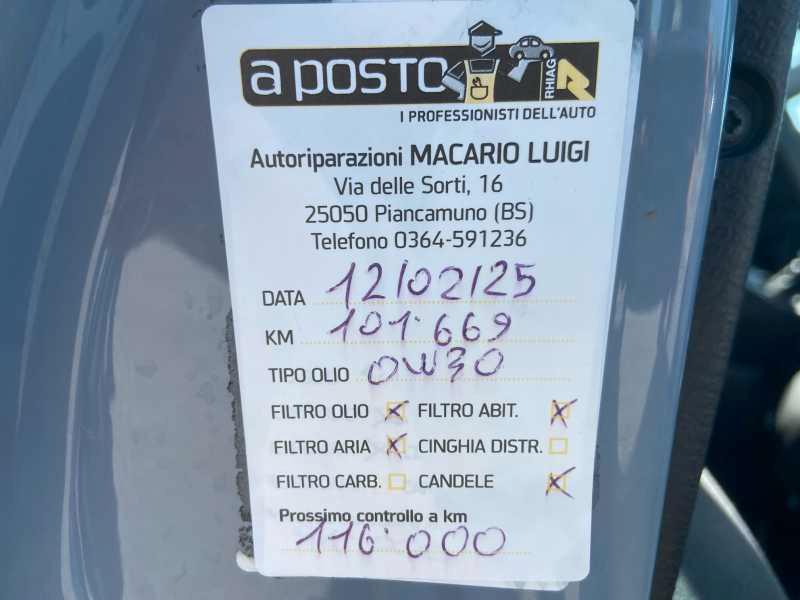 a posto
RHIAG
I PROFESSIONISTI DELL'AUTO
Autoriparazioni MACARIO LUIGI
Via delle Sorti, 16
25050 Piancamuno (BS)
Telefono 0364-591236
DATA 12/02/25
KM 101.669
TIPO OLIO 0W30
FILTRO OLIO FILTRO ABIT.
FILTRO ARIA CINGHIA DISTR.
FILTRO CARB. CANDELE
Prossimo controllo a km
116.000